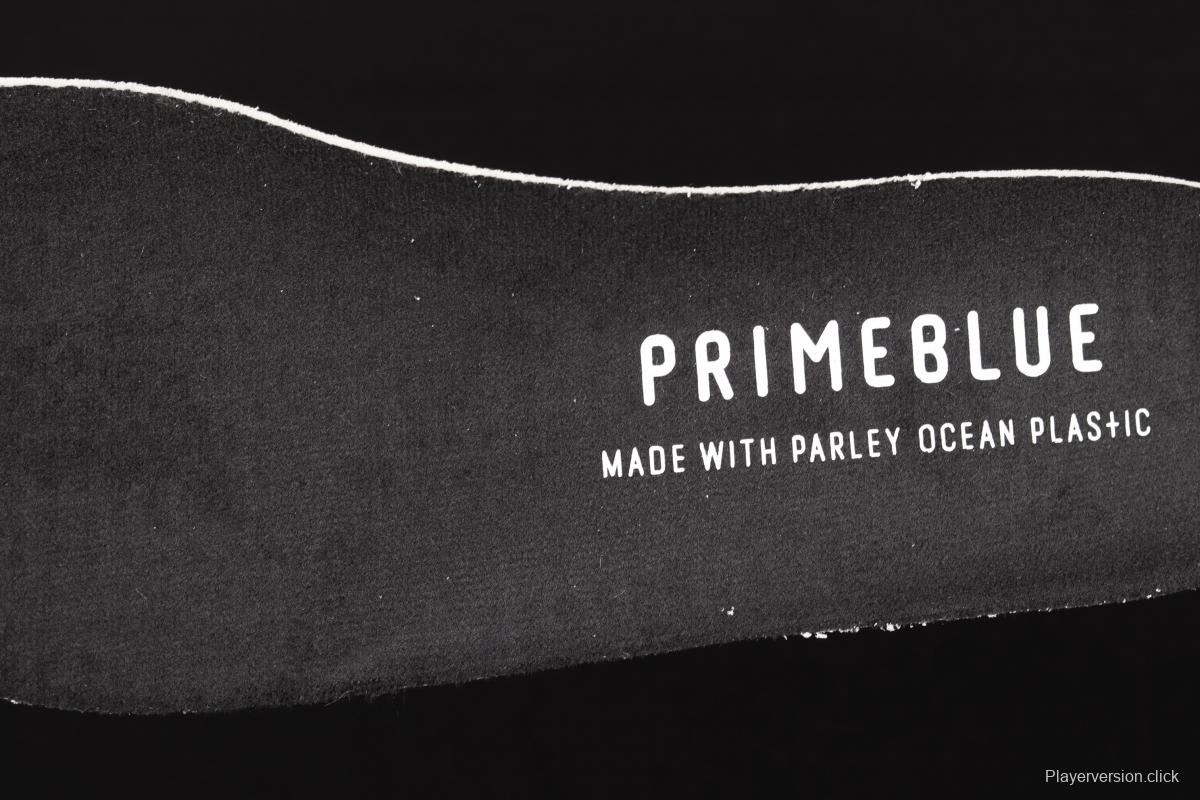 PRIMEBLUE
MADE WITH PARLEY OCEAN PLASTIC
Playerversion.click